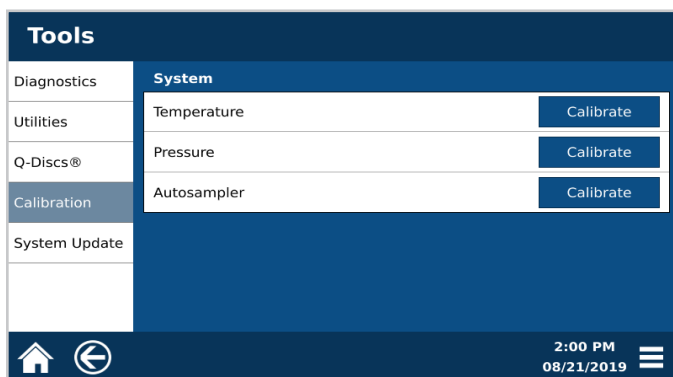 Tools
Diagnostics
Utilities
Q-Discs®
Calibration
System Update
System
Temperature Calibrate
Pressure Calibrate
Autosampler Calibrate
2:00 PM
08/21/2019